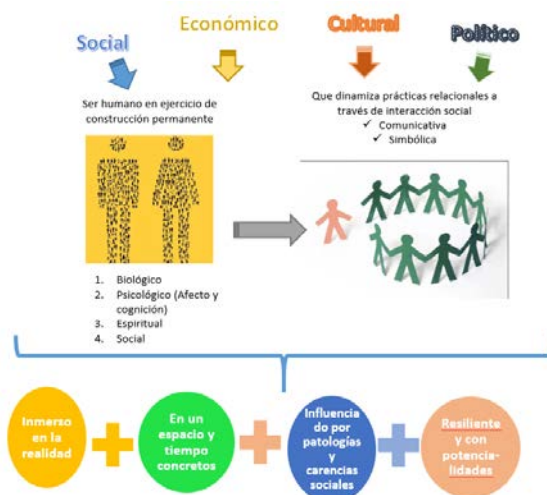 Social
Económico
Cultural
Político
Ser humano en ejercicio de
construcción permanente
Que dinamiza prácticas relacionales a
través de interacción social
✓ Comunicativa
✓ Simbólica
1. Biológico
2. Psicológico (Afecto y
cognición)
3. Espiritual
4. Social
Inmerso
en la
realidad
En un
espacio y
tiempo
concretos
Influencia
do por
patologías
y
carencias
sociales
Resiliente
y con
potencia-
lidades